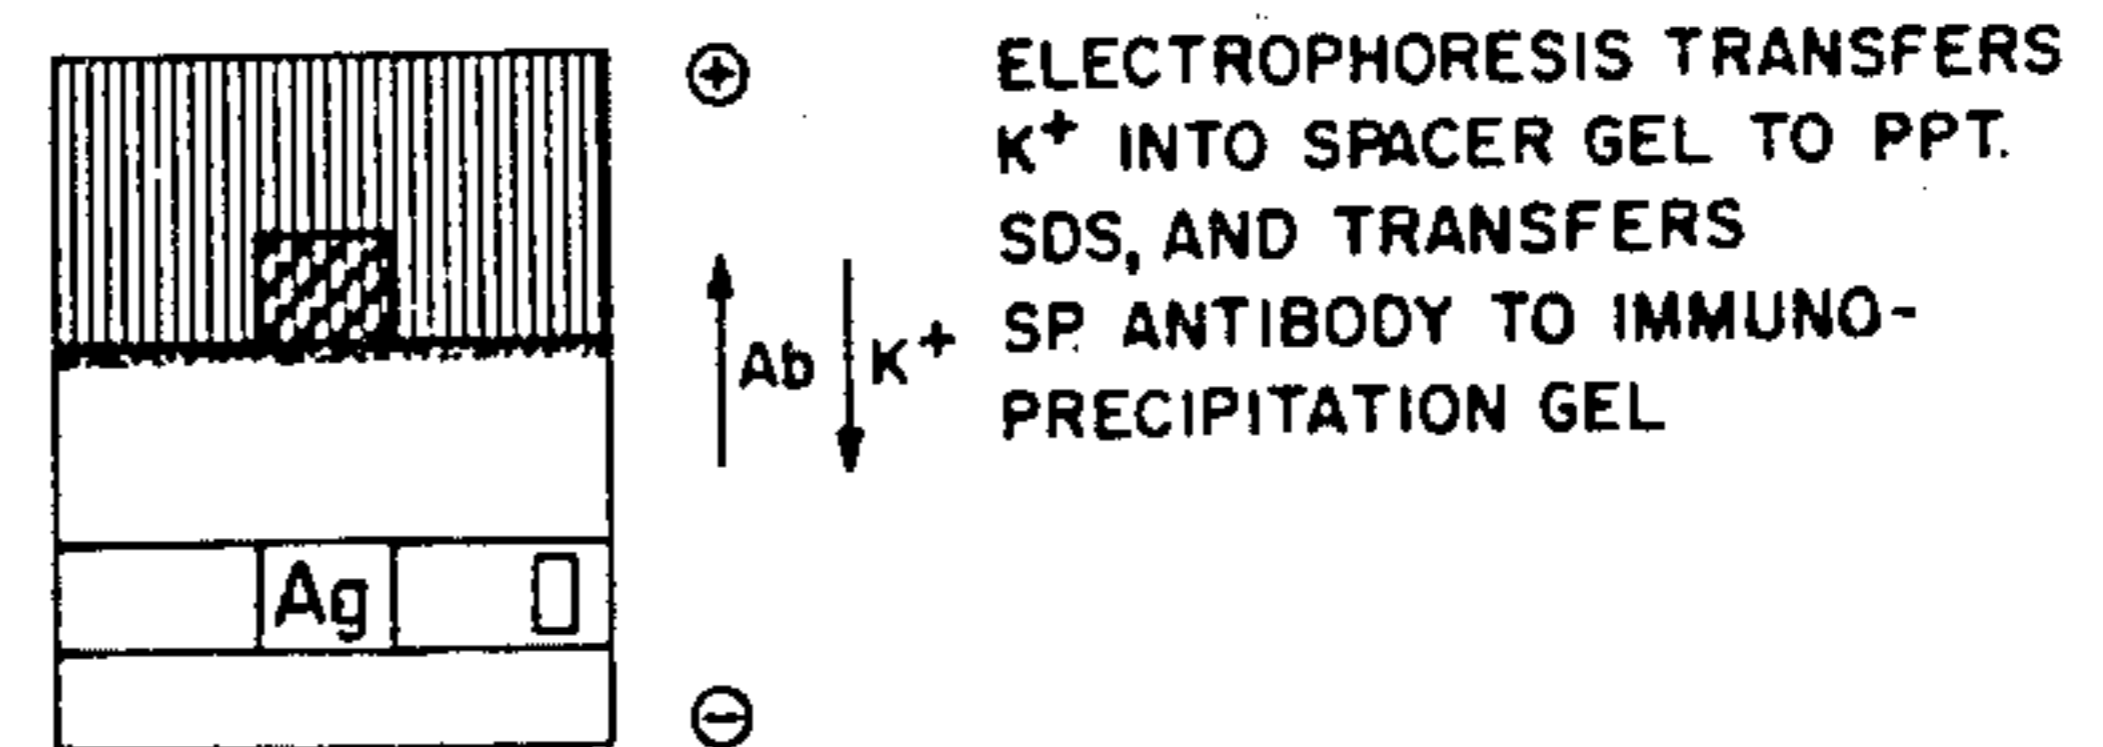 ⊕
ELECTROPHORESIS TRANSFERS
K⁺ INTO SPACER GEL TO PPT.
SDS, AND TRANSFERS
SP. ANTIBODY TO IMMUNO-
PRECIPITATION GEL
Ab
K⁺
Ag
⊖